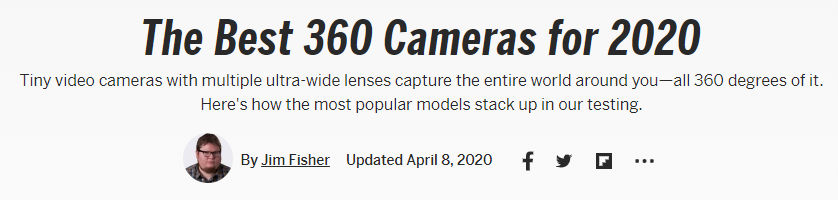 The Best 360 Cameras for 2020
Tiny video cameras with multiple ultra-wide lenses capture the entire world around you—all 360 degrees of it.
Here's how the most popular models stack up in our testing.
By Jim Fisher Updated April 8, 2020